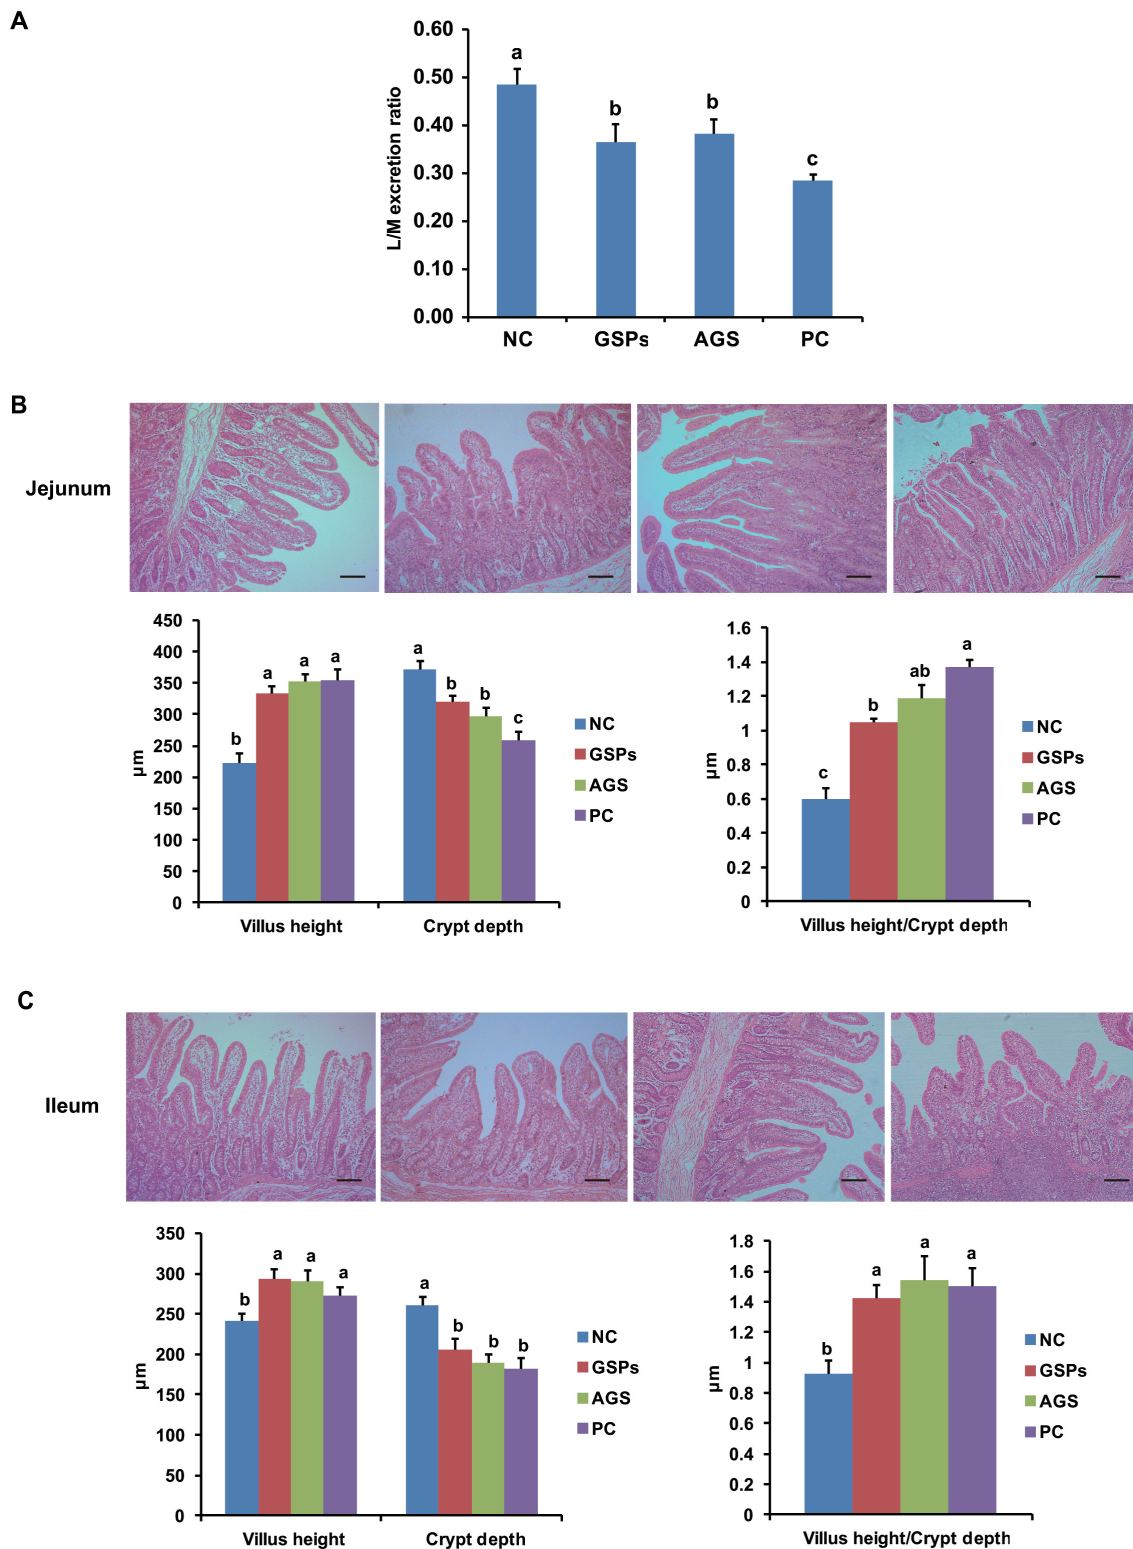 A
0.60
0.50
0.40
0.30
0.20
0.10
0.00
L/M excretion ratio
a
b
b
c
NC GSPs AGS PC
B
Jejunum
450
400
350
300
250
200
150
100
50
0
µm
b a a a
a b b c
Villus height Crypt depth
NC
GSPs
AGS
PC
1.6
1.4
1.2
1
0.8
0.6
0.4
0.2
0
µm
c b ab a
Villus height/Crypt depth
NC
GSPs
AGS
PC
C
Ileum
350
300
250
200
150
100
50
0
µm
b a a a
a b b b
Villus height Crypt depth
NC
GSPs
AGS
PC
1.8
1.6
1.4
1.2
1
0.8
0.6
0.4
0.2
0
µm
b a a a
Villus height/Crypt depth
NC
GSPs
AGS
PC